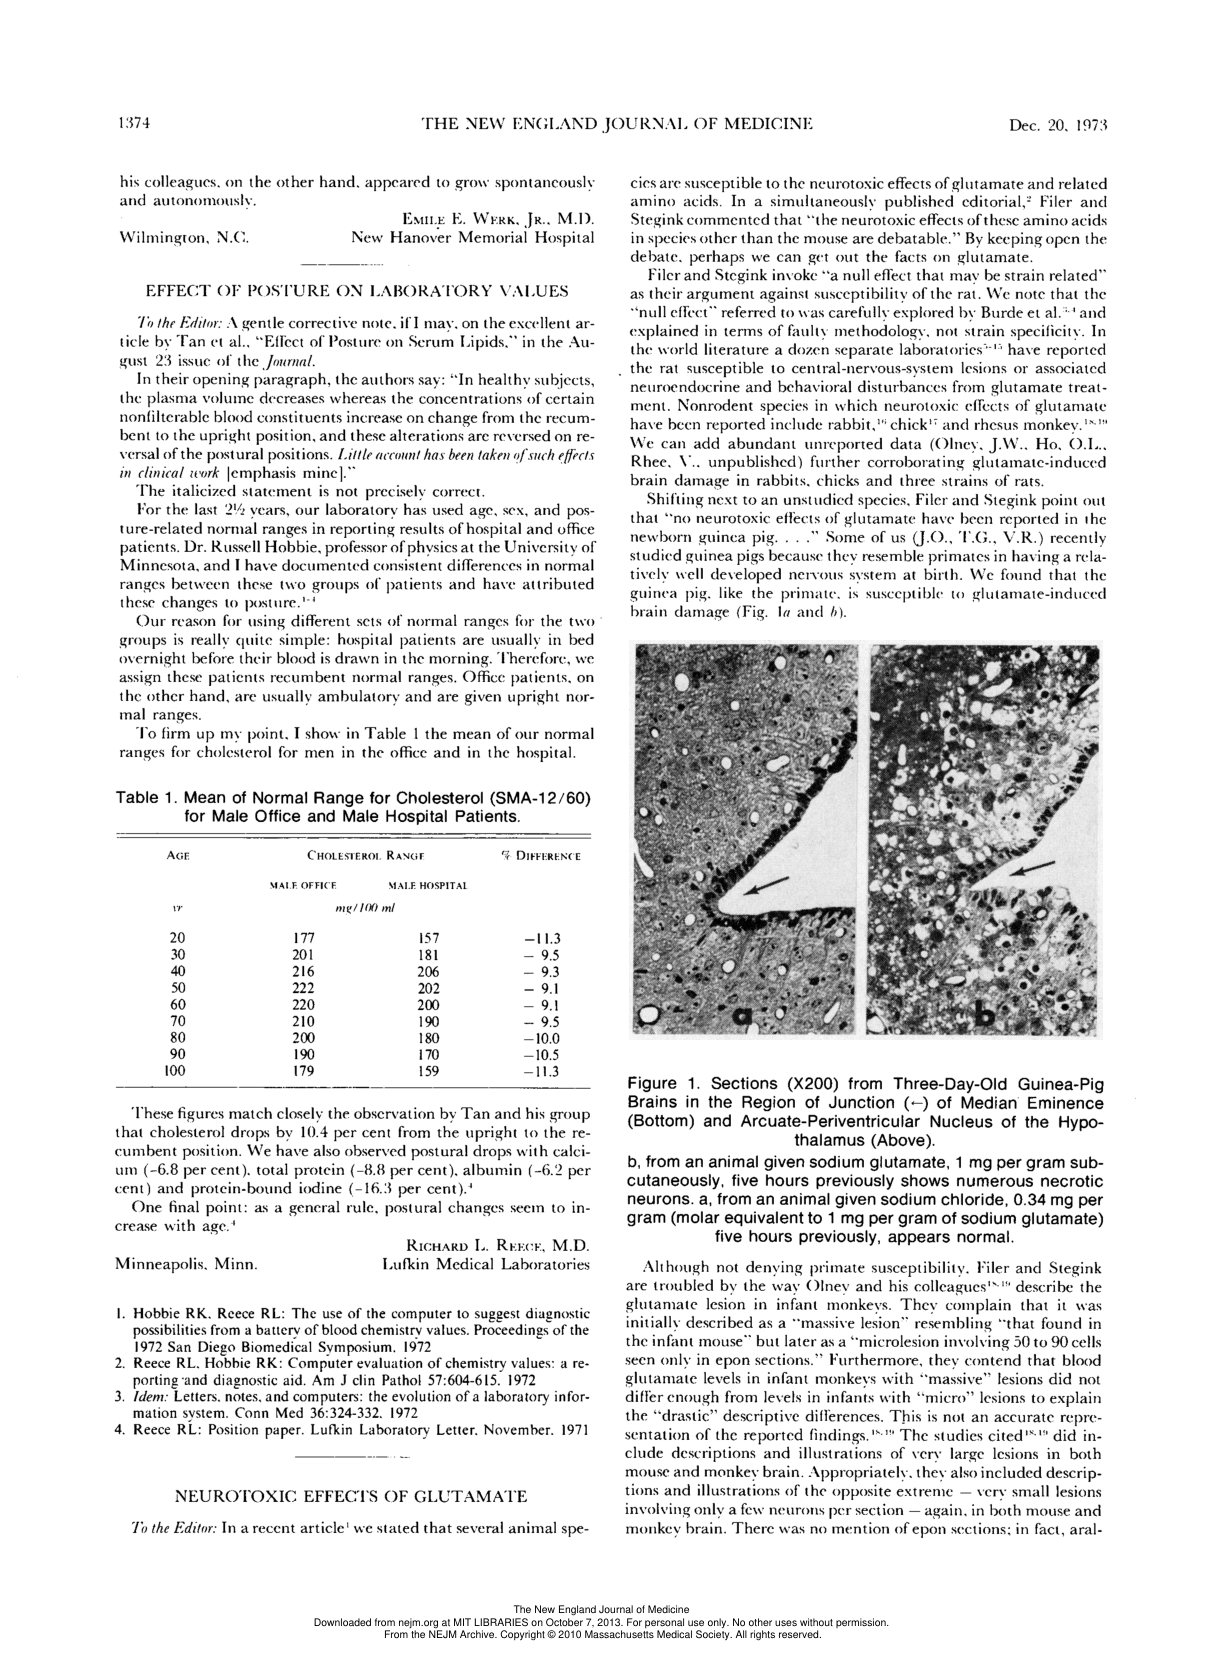 1374
THE NEW ENGLAND JOURNAL OF MEDICINE
Dec. 20, 1973
his colleagues, on the other hand, appeared to grow spontaneously
and autonomously.
EMILE E. WERK, JR., M.D.
Wilmington, N.C. New Hanover Memorial Hospital
EFFECT OF POSTURE ON LABORATORY VALUES
To the Editor: A gentle corrective note, if I may, on the excellent ar-
ticle by Tan et al., “Effect of Posture on Serum Lipids,” in the Au-
gust 23 issue of the Journal.
In their opening paragraph, the authors say: “In healthy subjects,
the plasma volume decreases whereas the concentrations of certain
nonfilterable blood constituents increase on change from the recum-
bent to the upright position, and these alterations are reversed on re-
versal of the postural positions. Little account has been taken of such effects
in clinical work [emphasis mine].”
The italicized statement is not precisely correct.
For the last 2½ years, our laboratory has used age, sex, and pos-
ture-related normal ranges in reporting results of hospital and office
patients. Dr. Russell Hobbie, professor of physics at the University of
Minnesota, and I have documented consistent differences in normal
ranges between these two groups of patients and have attributed
these changes to posture.¹⁻⁴
Our reason for using different sets of normal ranges for the two
groups is really quite simple: hospital patients are usually in bed
overnight before their blood is drawn in the morning. Therefore, we
assign these patients recumbent normal ranges. Office patients, on
the other hand, are usually ambulatory and are given upright nor-
mal ranges.
To firm up my point, I show in Table 1 the mean of our normal
ranges for cholesterol for men in the office and in the hospital.
Table 1. Mean of Normal Range for Cholesterol (SMA-12/60)
for Male Office and Male Hospital Patients.
AGE CHOLESTEROL RANGE % DIFFERENCE
MALE OFFICE MALE HOSPITAL
yr mg/100 ml
20 177 157 −11.3
30 201 181 − 9.5
40 216 206 − 9.3
50 222 202 − 9.1
60 220 200 − 9.1
70 210 190 − 9.5
80 200 180 −10.0
90 190 170 −10.5
100 179 159 −11.3
These figures match closely the observation by Tan and his group
that cholesterol drops by 10.4 per cent from the upright to the re-
cumbent position. We have also observed postural drops with calci-
um (−6.8 per cent), total protein (−8.8 per cent), albumin (−6.2 per
cent) and protein-bound iodine (−16.3 per cent).⁴
One final point: as a general rule, postural changes seem to in-
crease with age.⁴
RICHARD L. REECE, M.D.
Minneapolis, Minn. Lufkin Medical Laboratories
1. Hobbie RK, Reece RL: The use of the computer to suggest diagnostic
possibilities from a battery of blood chemistry values. Proceedings of the
1972 San Diego Biomedical Symposium, 1972
2. Reece RL, Hobbie RK: Computer evaluation of chemistry values: a re-
porting and diagnostic aid. Am J clin Pathol 57:604-615, 1972
3. Idem: Letters, notes, and computers: the evolution of a laboratory infor-
mation system. Conn Med 36:324-332, 1972
4. Reece RL: Position paper. Lufkin Laboratory Letter, November, 1971
NEUROTOXIC EFFECTS OF GLUTAMATE
To the Editor: In a recent article¹ we stated that several animal spe-
cies are susceptible to the neurotoxic effects of glutamate and related
amino acids. In a simultaneously published editorial,² Filer and
Stegink commented that “the neurotoxic effects of these amino acids
in species other than the mouse are debatable.” By keeping open the
debate, perhaps we can get out the facts on glutamate.
Filer and Stegink invoke “a null effect that may be strain related”
as their argument against susceptibility of the rat. We note that the
“null effect” referred to was carefully explored by Burde et al.³·⁴ and
explained in terms of faulty methodology, not strain specificity. In
the world literature a dozen separate laboratories⁵⁻¹⁵ have reported
the rat susceptible to central-nervous-system lesions or associated
neuroendocrine and behavioral disturbances from glutamate treat-
ment. Nonrodent species in which neurotoxic effects of glutamate
have been reported include rabbit,¹⁶ chick¹⁷ and rhesus monkey.¹⁸·¹⁹
We can add abundant unreported data (Olney, J.W., Ho, O.L.,
Rhee, V., unpublished) further corroborating glutamate-induced
brain damage in rabbits, chicks and three strains of rats.
Shifting next to an unstudied species, Filer and Stegink point out
that “no neurotoxic effects of glutamate have been reported in the
newborn guinea pig. . . .” Some of us (J.O., T.G., V.R.) recently
studied guinea pigs because they resemble primates in having a rela-
tively well developed nervous system at birth. We found that the
guinea pig, like the primate, is susceptible to glutamate-induced
brain damage (Fig. 1a and b).
a
b
Figure 1. Sections (X200) from Three-Day-Old Guinea-Pig
Brains in the Region of Junction (←) of Median Eminence
(Bottom) and Arcuate-Periventricular Nucleus of the Hypo-
thalamus (Above).
b, from an animal given sodium glutamate, 1 mg per gram sub-
cutaneously, five hours previously shows numerous necrotic
neurons. a, from an animal given sodium chloride, 0.34 mg per
gram (molar equivalent to 1 mg per gram of sodium glutamate)
five hours previously, appears normal.
Although not denying primate susceptibility, Filer and Stegink
are troubled by the way Olney and his colleagues¹⁸·¹⁹ describe the
glutamate lesion in infant monkeys. They complain that it was
initially described as a “massive lesion” resembling “that found in
the infant mouse” but later as a “microlesion involving 50 to 90 cells
seen only in epon sections.” Furthermore, they contend that blood
glutamate levels in infant monkeys with “massive” lesions did not
differ enough from levels in infants with “micro” lesions to explain
the “drastic” descriptive differences. This is not an accurate repre-
sentation of the reported findings.¹⁸·¹⁹ The studies cited¹⁸·¹⁹ did in-
clude descriptions and illustrations of very large lesions in both
mouse and monkey brain. Appropriately, they also included descrip-
tions and illustrations of the opposite extreme — very small lesions
involving only a few neurons per section — again, in both mouse and
monkey brain. There was no mention of epon sections; in fact, aral-
The New England Journal of Medicine
Downloaded from nejm.org at MIT LIBRARIES on October 7, 2013. For personal use only. No other uses without permission.
From the NEJM Archive. Copyright © 2010 Massachusetts Medical Society. All rights reserved.